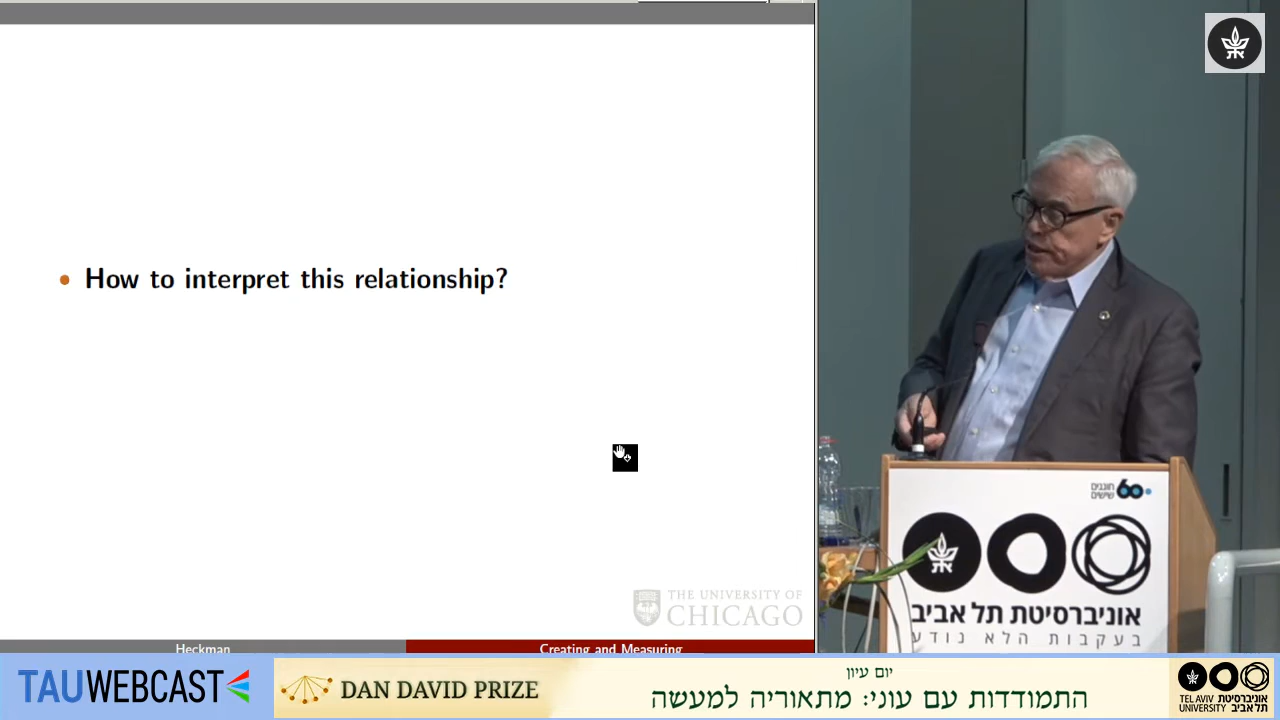 How to interpret this relationship?
THE UNIVERSITY OF
CHICAGO
Heckman
Creating and Measuring
חוגגים
שישים
60
אוניברסיטת תל אביב
בעקבות הלא נודע
TAUWEBCAST
DAN DAVID PRIZE
יום עיון
התמודדות עם עוני: מתאוריה למעשה
TEL AVIV
UNIVERSITY
אוניברסיטת
תל אביב